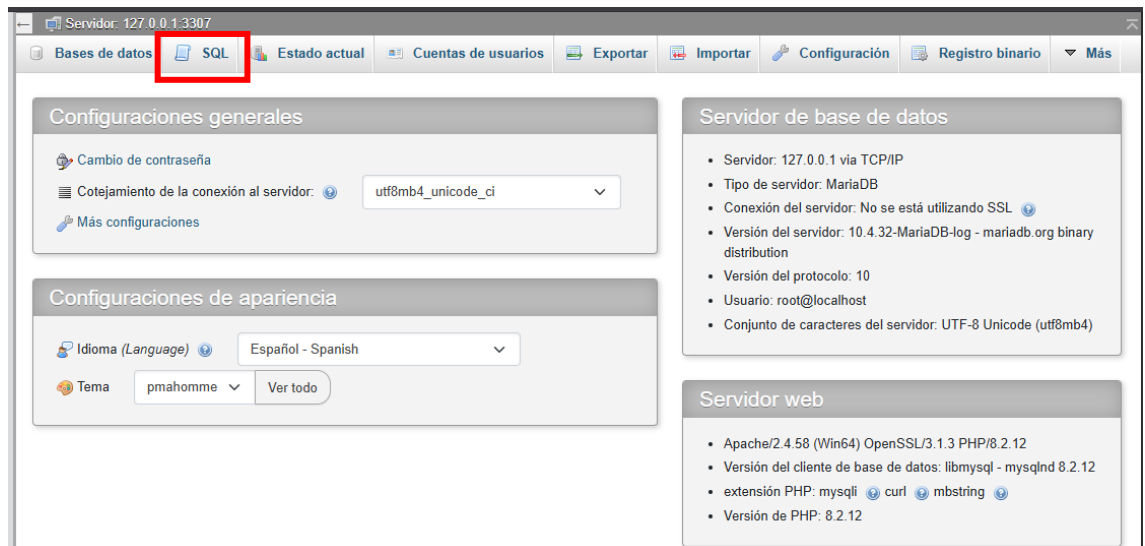 Servidor: 127.0.0.1:3307
Bases de datos SQL Estado actual Cuentas de usuarios Exportar Importar Configuración Registro binario Más
Configuraciones generales
Cambio de contraseña
Cotejamiento de la conexión al servidor: utf8mb4_unicode_ci
Más configuraciones
Configuraciones de apariencia
Idioma (Language) Español - Spanish
Tema pmahomme Ver todo
Servidor de base de datos
• Servidor: 127.0.0.1 via TCP/IP
• Tipo de servidor: MariaDB
• Conexión del servidor: No se está utilizando SSL
• Versión del servidor: 10.4.32-MariaDB-log - mariadb.org binary
distribution
• Versión del protocolo: 10
• Usuario: root@localhost
• Conjunto de caracteres del servidor: UTF-8 Unicode (utf8mb4)
Servidor web
• Apache/2.4.58 (Win64) OpenSSL/3.1.3 PHP/8.2.12
• Versión del cliente de base de datos: libmysql - mysqlnd 8.2.12
• extensión PHP: mysqli curl mbstring
• Versión de PHP: 8.2.12